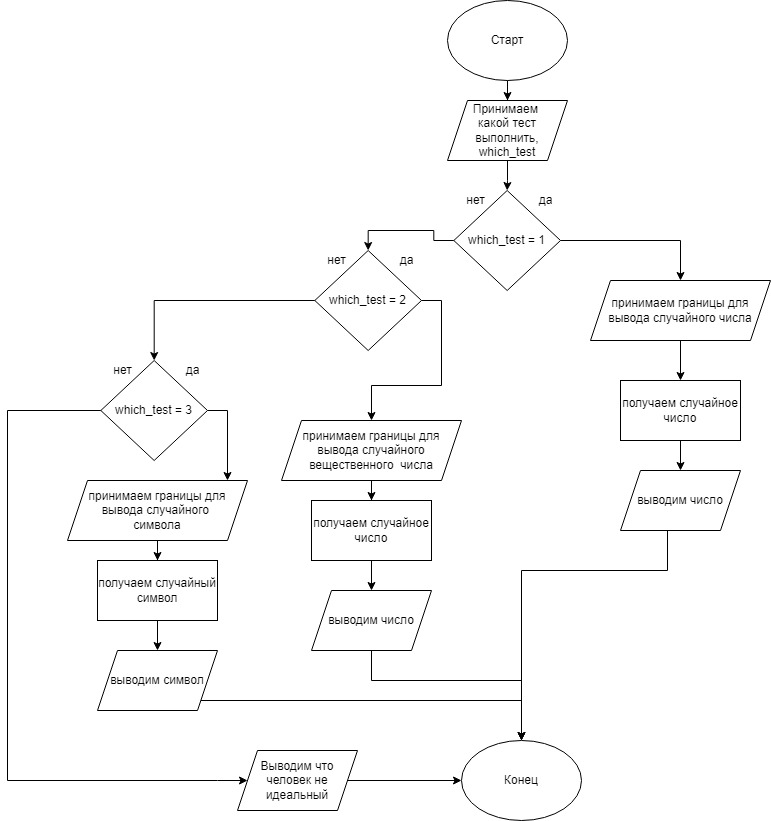 Старт
Принимаем
какой тест
выполнить,
which_test
нет
да
which_test = 1
нет
да
which_test = 2
принимаем границы для
вывода случайного числа
нет
да
which_test = 3
получаем случайное
число
принимаем границы для
вывода случайного
вещественного числа
выводим число
принимаем границы для
вывода случайного
символа
получаем случайное
число
получаем случайный
символ
выводим число
выводим символ
Выводим что
человек не
идеальный
Конец